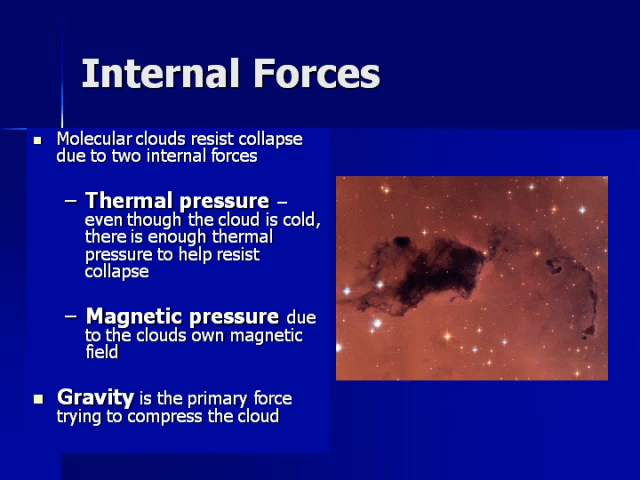 Internal Forces
■ Molecular clouds resist collapse
due to two internal forces
– Thermal pressure –
even though the cloud is cold,
there is enough thermal
pressure to help resist
collapse
– Magnetic pressure due
to the clouds own magnetic
field
■ Gravity is the primary force
trying to compress the cloud